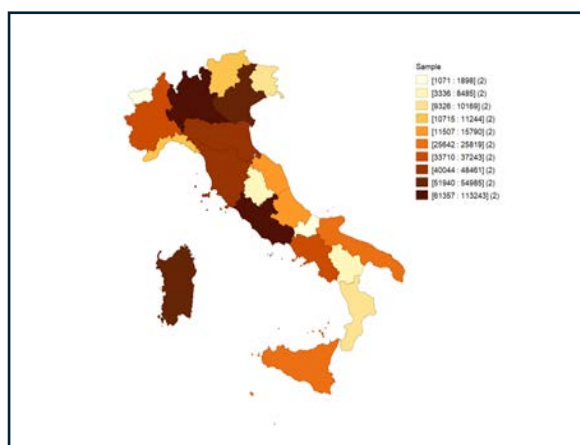 Sample
[1071 : 1898] (2)
[3336 : 8485] (2)
[9326 : 10169] (2)
[10715 : 11244] (2)
[11507 : 15790] (2)
[25642 : 25819] (2)
[33710 : 37243] (2)
[40044 : 48461] (2)
[51940 : 54985] (2)
[61357 : 113243] (2)